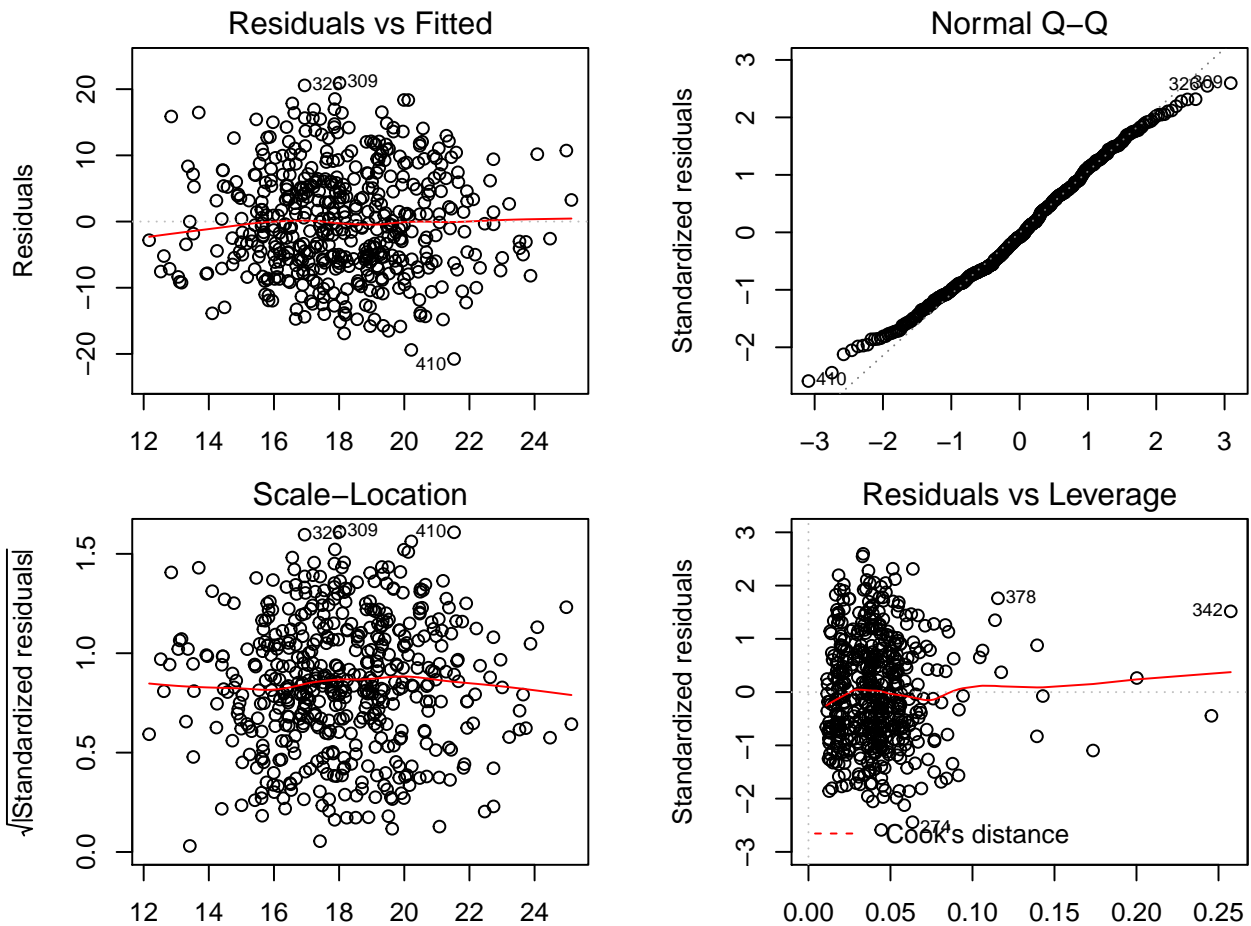 Residuals vs Fitted
Residuals
20
10
0
−10
−20
326
309
410
12 14 16 18 20 22 24
Normal Q−Q
Standardized residuals
3
2
1
0
−1
−2
326
309
410
−3 −2 −1 0 1 2 3
Scale−Location
√|Standardized residuals|
1.5
1.0
0.5
0.0
326
309
410
12 14 16 18 20 22 24
Residuals vs Leverage
Standardized residuals
3
2
1
0
−1
−2
−3
378
342
274
Cook's distance
0.00 0.05 0.10 0.15 0.20 0.25